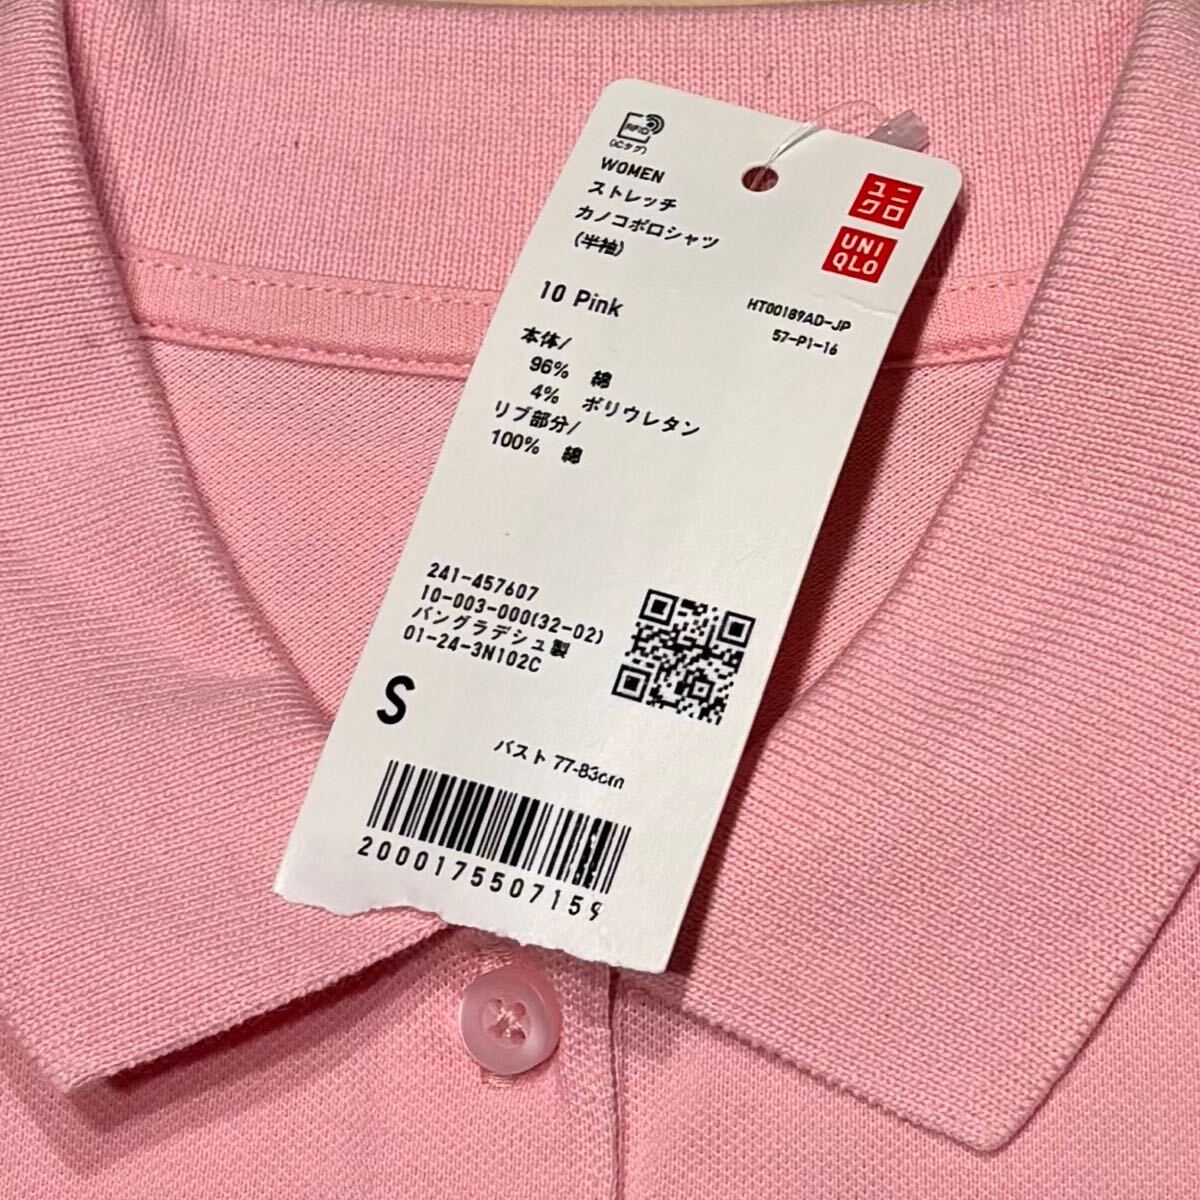 RFID
(ICタグ)
WOMEN
ストレッチ
カノコポロシャツ
(半袖)
ユニ
クロ
UNI
QLO
10 Pink
HT00189AD-JP
57-P1-16
本体/
96% 綿
4% ポリウレタン
リブ部分/
100% 綿
241-457607
10-003-000(32-02)
バングラデシュ製
01-24-3N102C
S
バスト 77-83cm
2000175507159